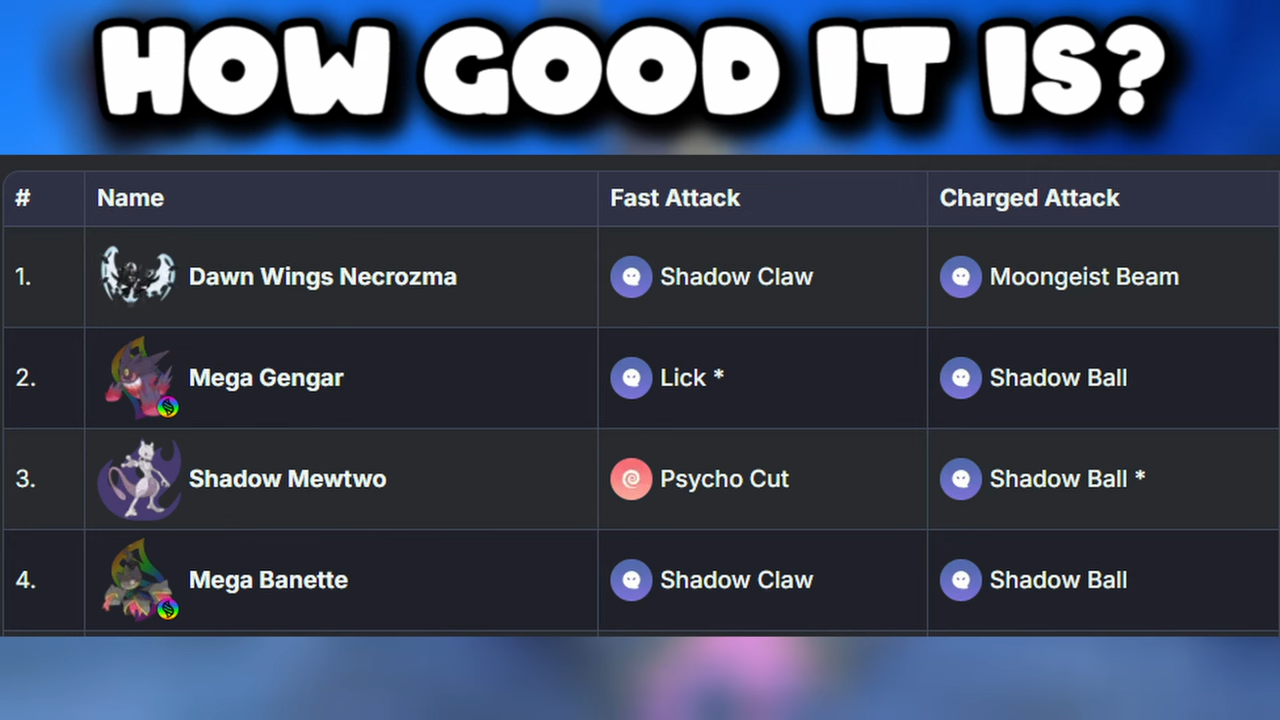 HOW GOOD IT IS?
# Name Fast Attack Charged Attack
1. Dawn Wings Necrozma Shadow Claw Moongeist Beam
2. Mega Gengar Lick * Shadow Ball
3. Shadow Mewtwo Psycho Cut Shadow Ball *
4. Mega Banette Shadow Claw Shadow Ball